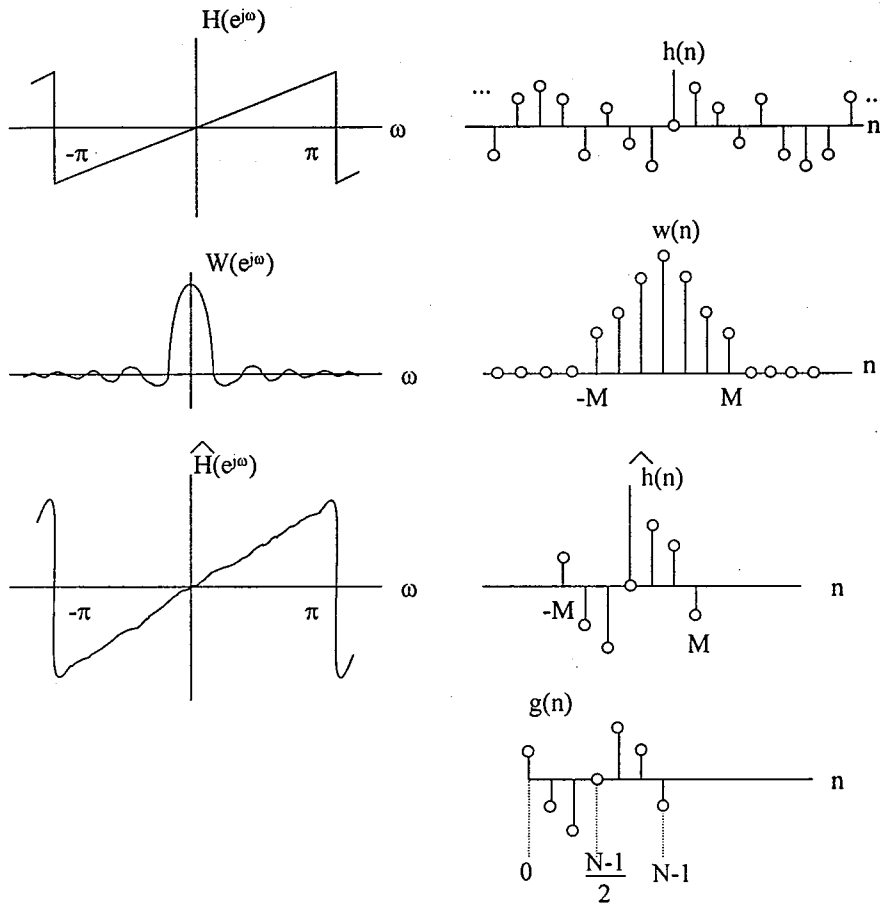 H(e^{jω})
h(n)
...
..
ω
n
-π
π
w(n)
W(e^{jω})
ω
n
-M
M
Ĥ(e^{jω})
ĥ(n)
ω
n
-π
π
-M
M
g(n)
n
0
N-1
2
N-1